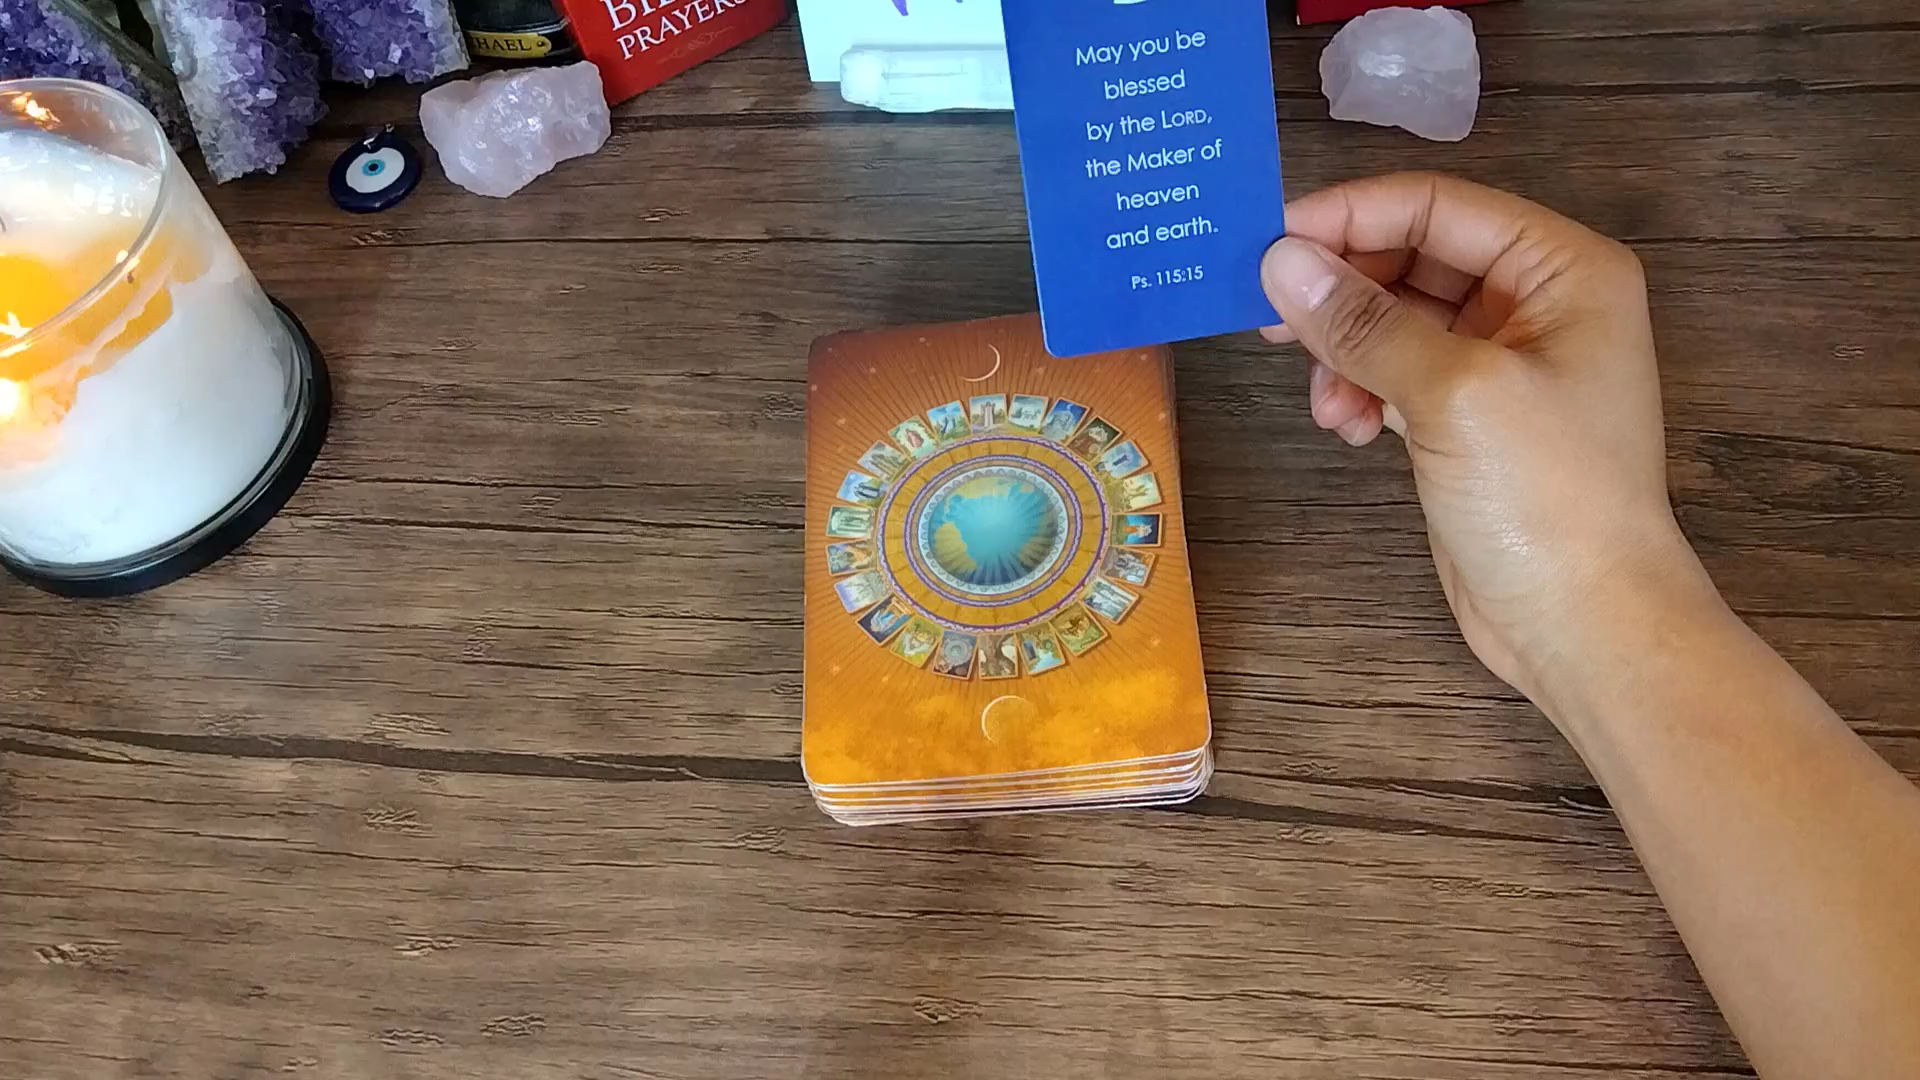 PRAYERS
HAEL
May you be
blessed
by the LORD,
the Maker of
heaven
and earth.
Ps. 115:15